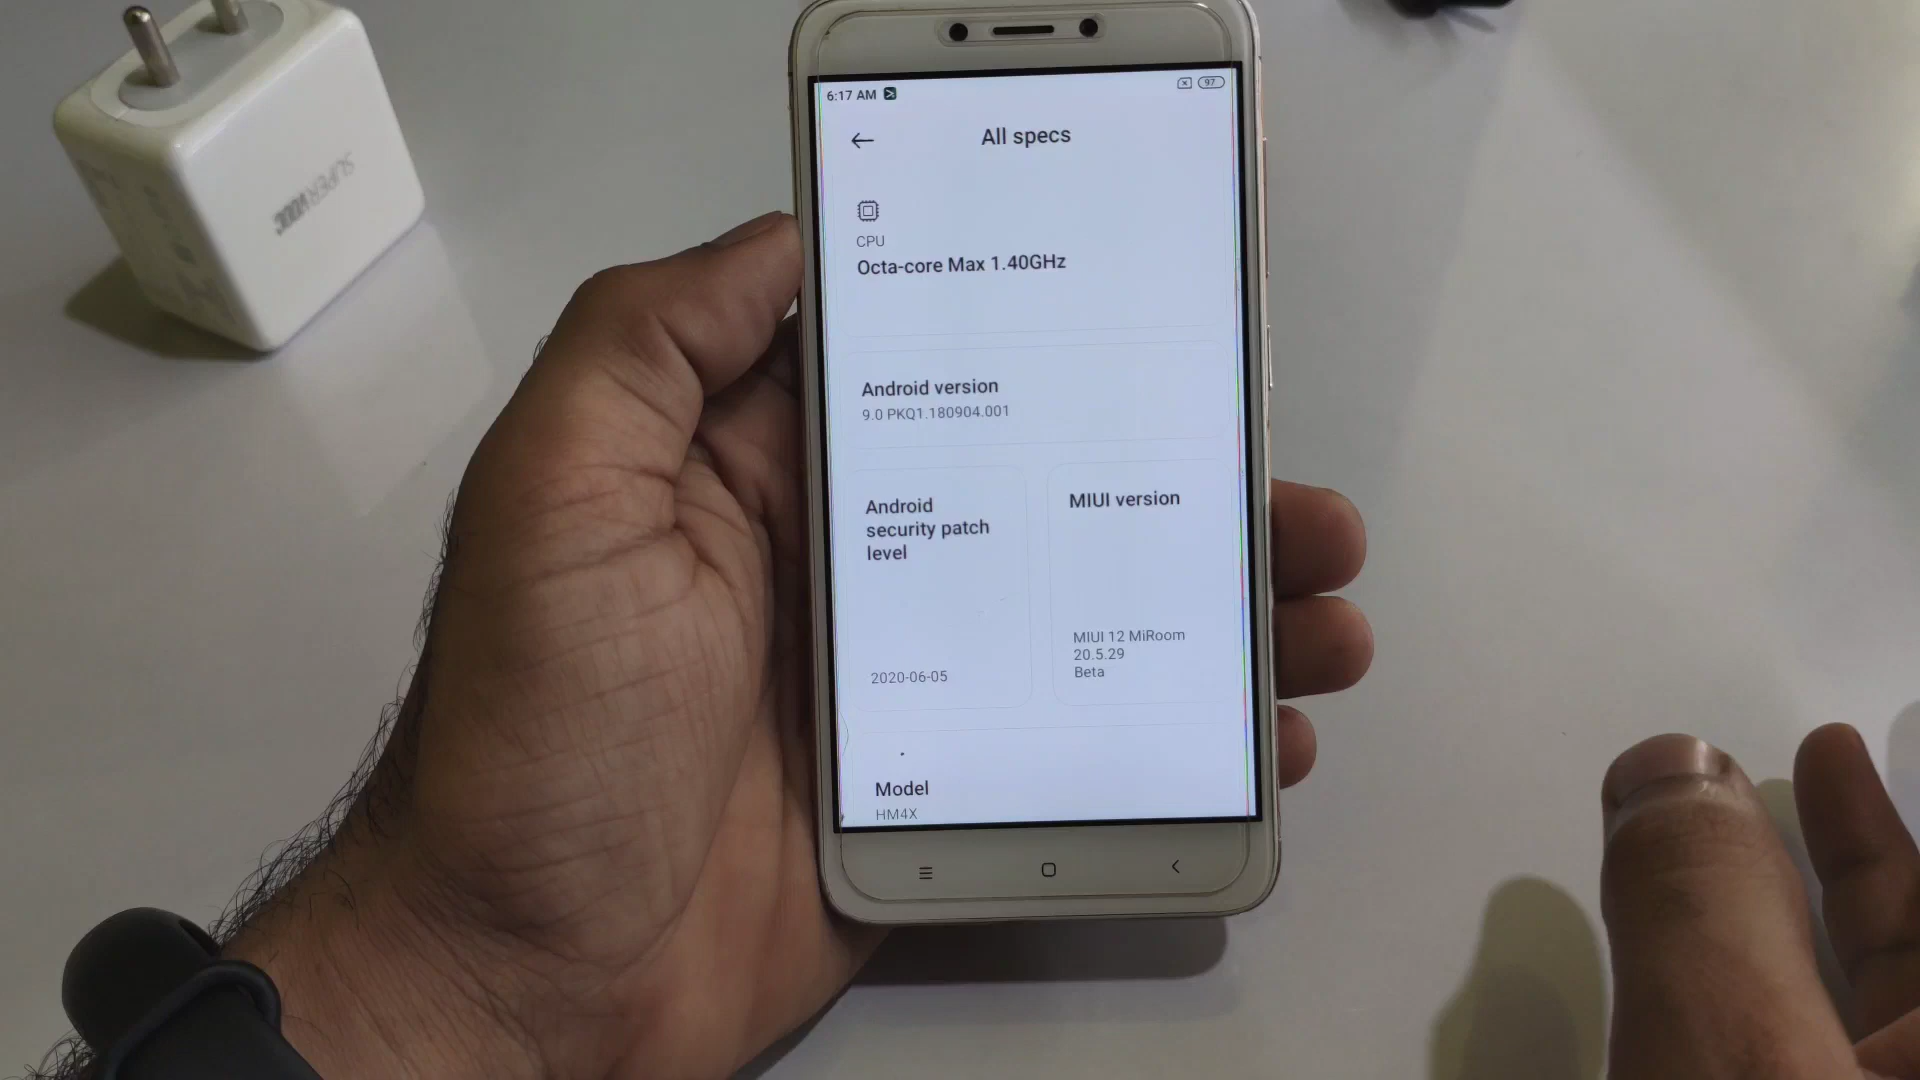 SUPERVOOC
6:17 AM
97
All specs
CPU
Octa-core Max 1.40GHz
Android version
9.0 PKQ1.180904.001
Android
security patch
level
2020-06-05
MIUI version
MIUI 12 MiRoom
20.5.29
Beta
Model
HM4X